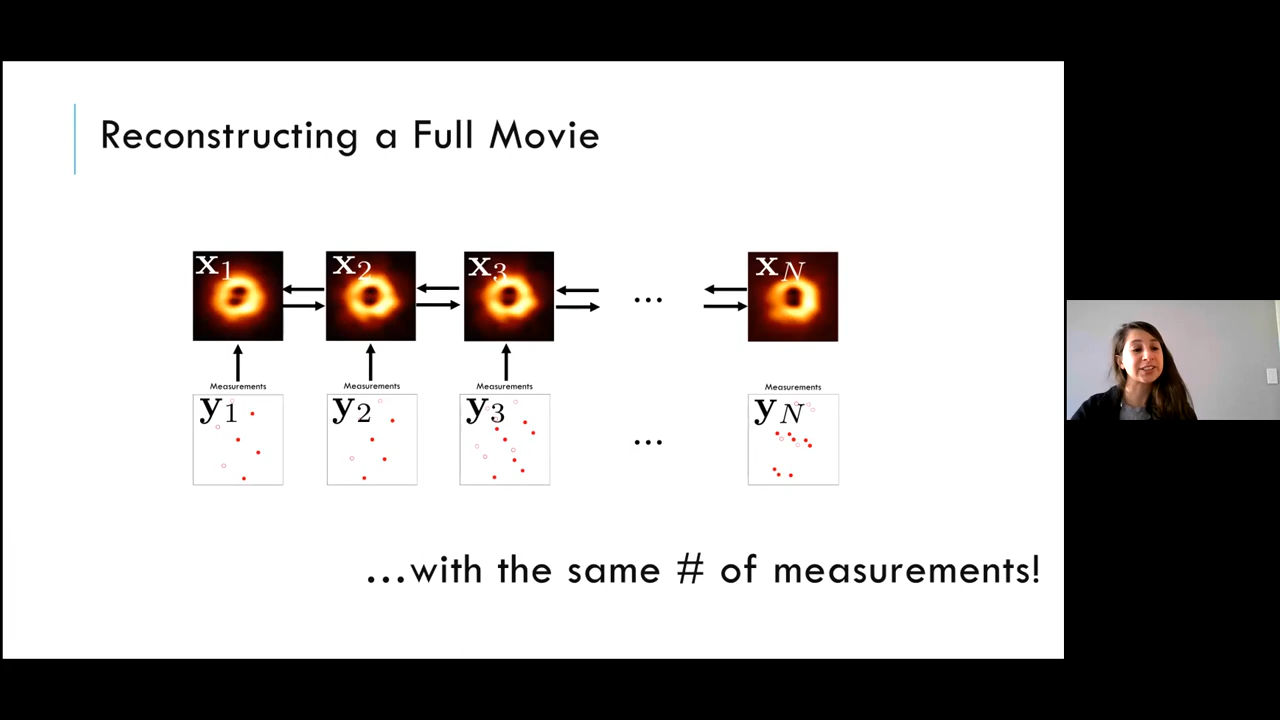 Reconstructing a Full Movie
x1 x2 x3 ... xN
Measurements Measurements Measurements Measurements
y1 y2 y3 ... yN
...with the same # of measurements!